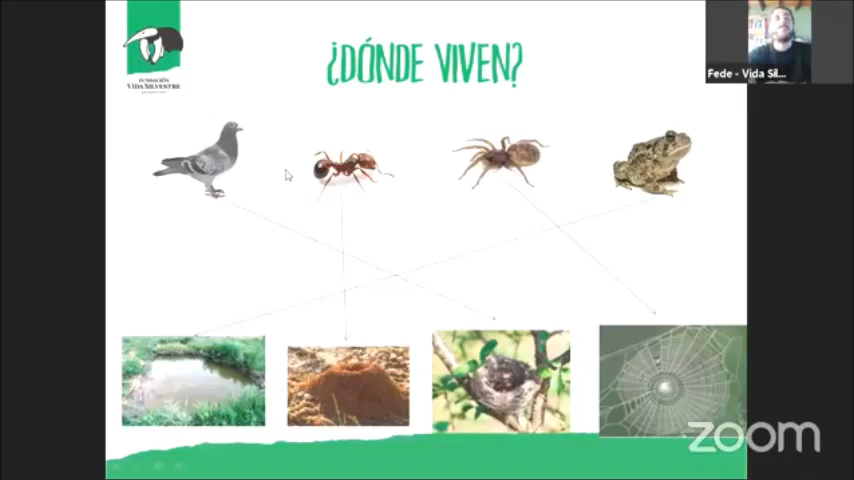 ¿DÓNDE VIVEN?
Fede - Vida Sil...
FUNDACIÓN
VIDA SILVESTRE
zoom